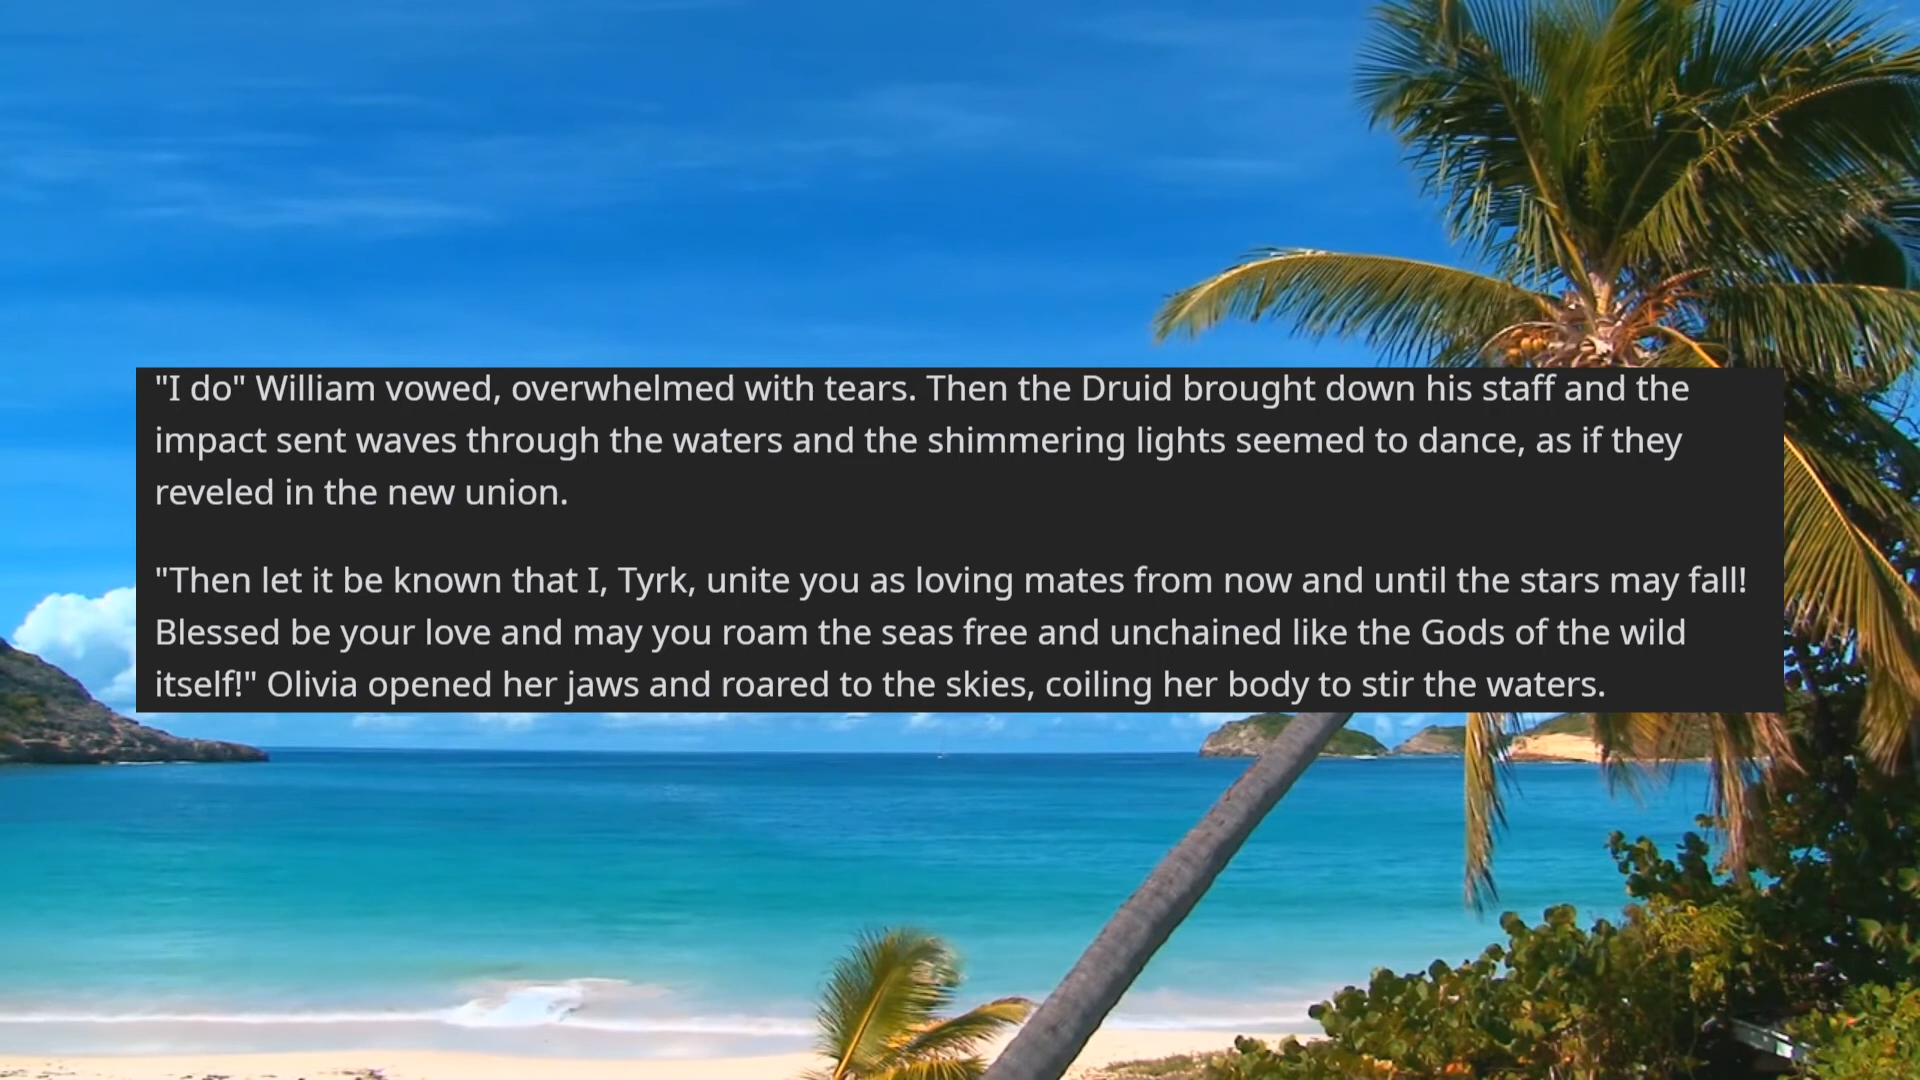 "I do" William vowed, overwhelmed with tears. Then the Druid brought down his staff and the
impact sent waves through the waters and the shimmering lights seemed to dance, as if they
reveled in the new union.
"Then let it be known that I, Tyrk, unite you as loving mates from now and until the stars may fall!
Blessed be your love and may you roam the seas free and unchained like the Gods of the wild
itself!" Olivia opened her jaws and roared to the skies, coiling her body to stir the waters.